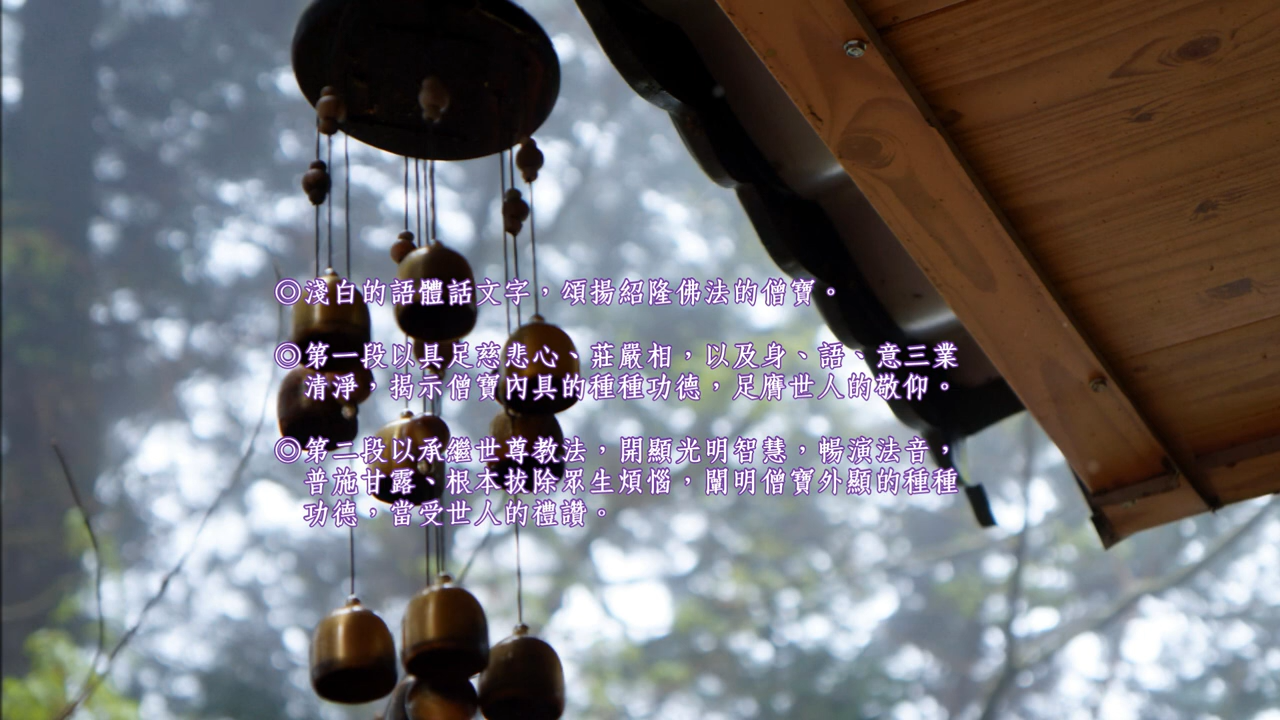 ◎淺白的語體話文字，頌揚紹隆佛法的僧寶。
◎第一段以具足慈悲心、莊嚴相，以及身、語、意三業
清淨，揭示僧寶內具的種種功德，足膺世人的敬仰。
◎第二段以承繼世尊教法，開顯光明智慧，暢演法音，
普施甘露、根本拔除眾生煩惱，闡明僧寶外顯的種種
功德，當受世人的禮讚。